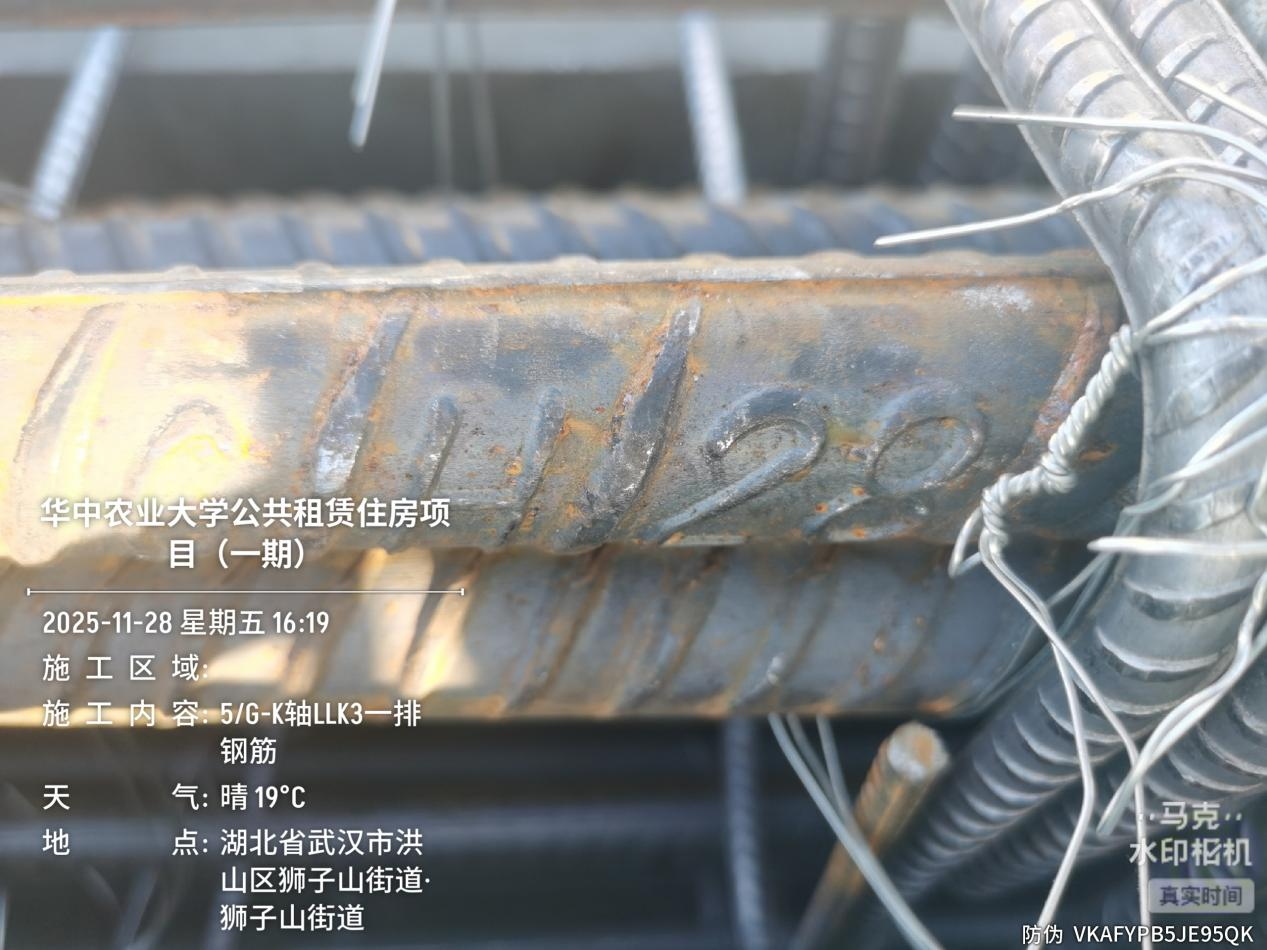 28
华中农业大学公共租赁住房项
目（一期）
2025-11-28 星期五 16:19
施工区域:
施工内容: 5/G-K轴LLK3一排
钢筋
天气: 晴 19°C
地点: 湖北省武汉市洪
山区狮子山街道·
狮子山街道
马克
水印相机
真实时间
防伪 VKAFYPB5JE95QK